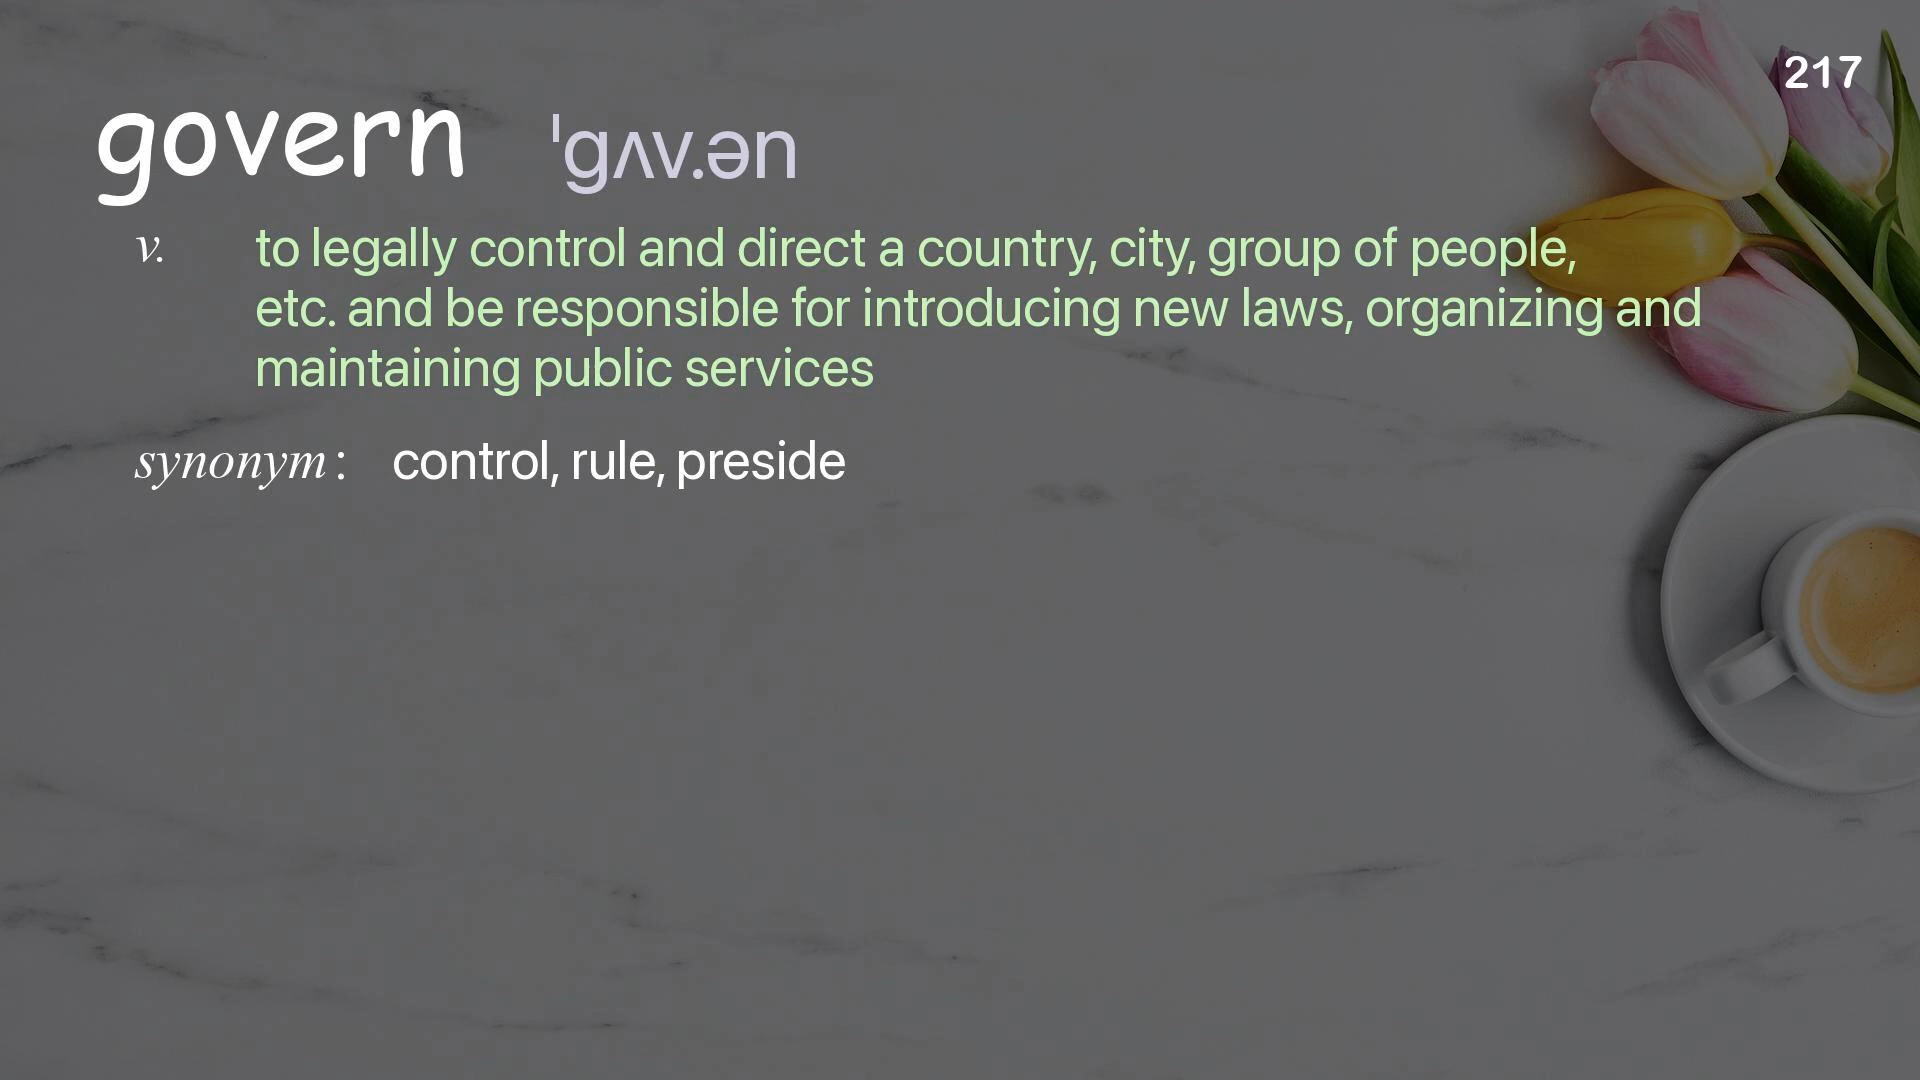 217
govern ˈgʌv.ən
v. to legally control and direct a country, city, group of people,
etc. and be responsible for introducing new laws, organizing and
maintaining public services
synonym: control, rule, preside